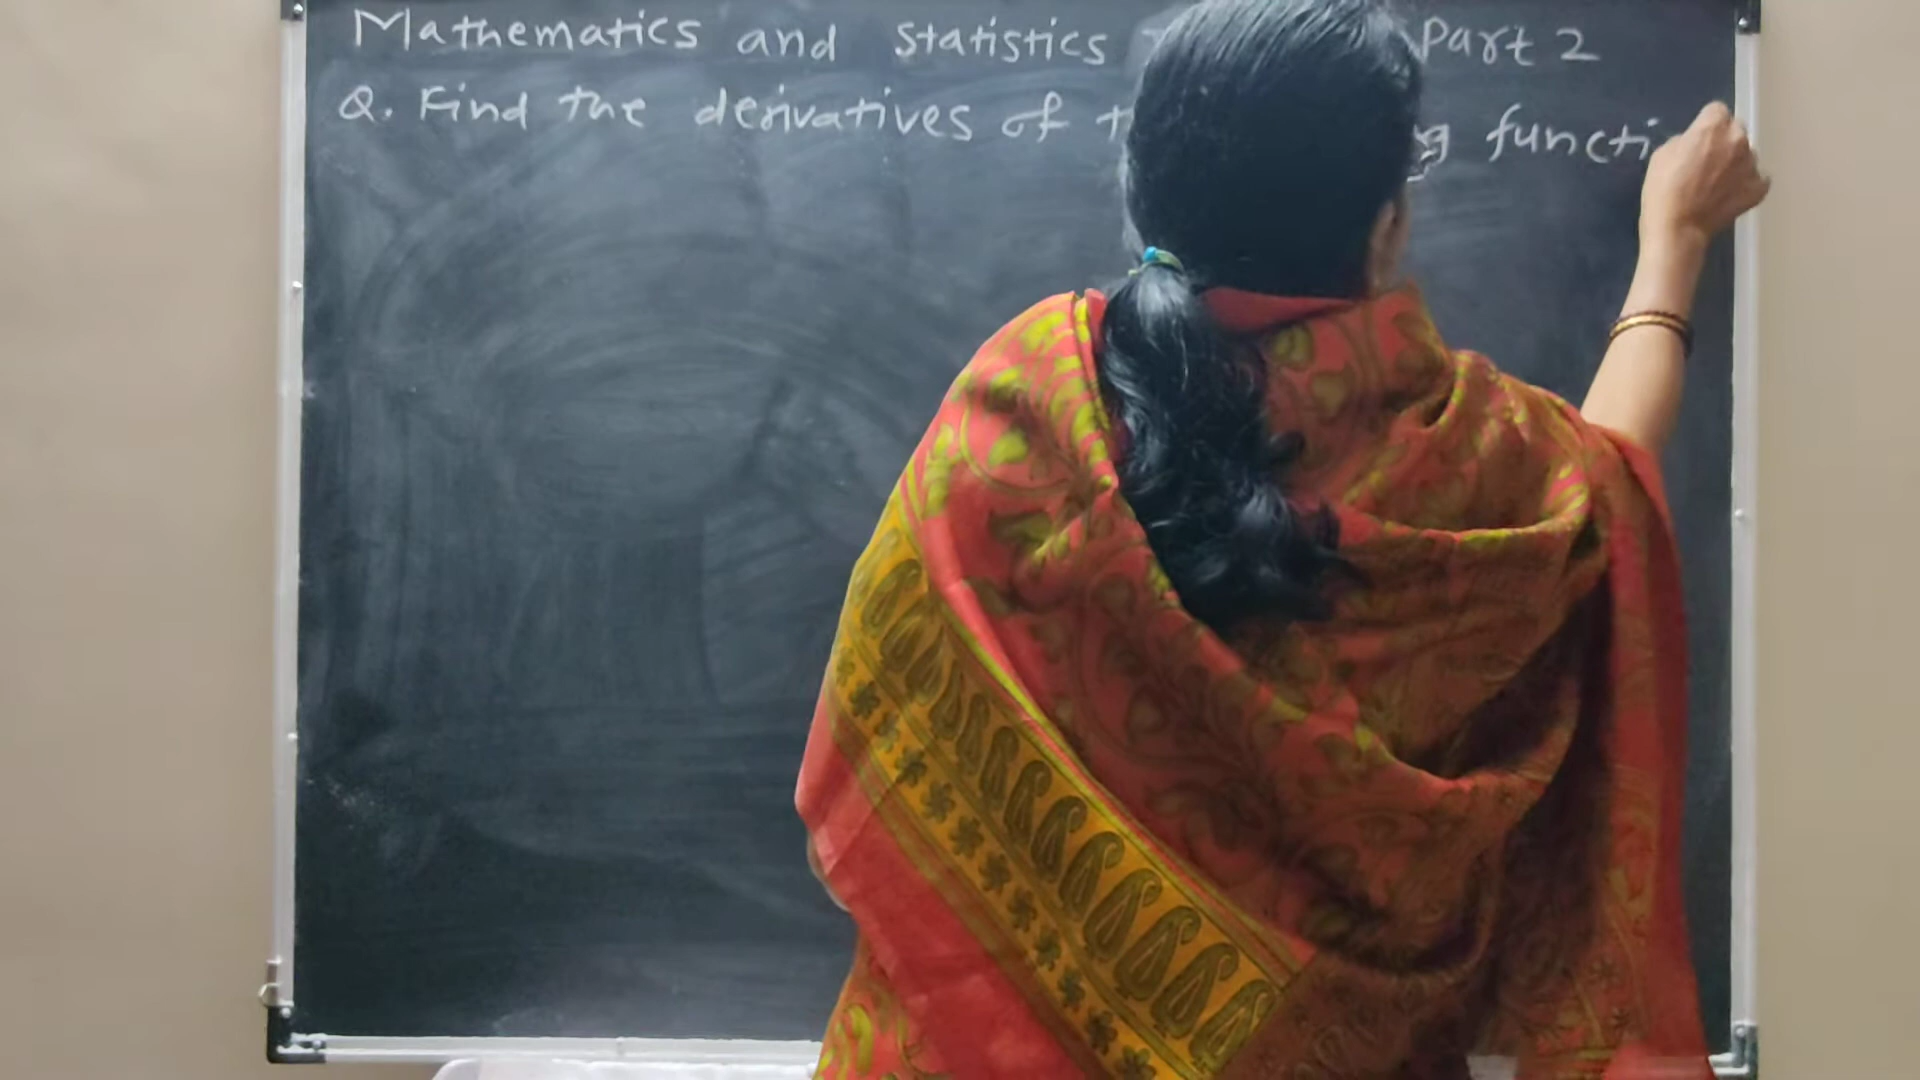 Mathematics and Statistics Part 2
Q. Find the derivatives of functi